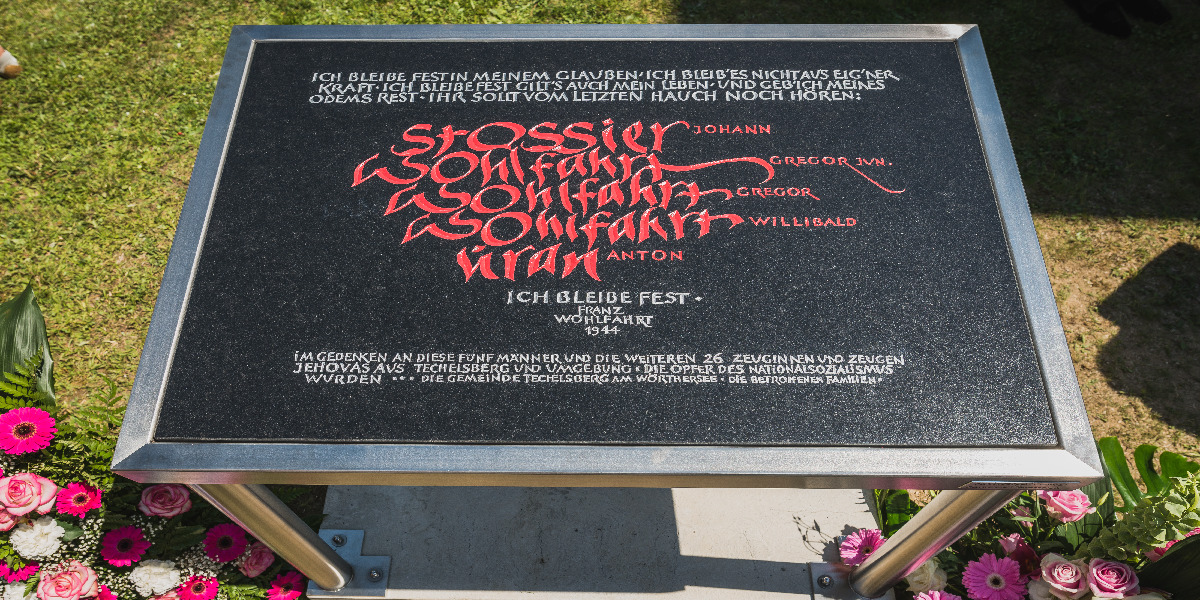 ICH BLEIBE FEST IN MEINEM GLAUBEN · ICH BLEIB'ES NICHT AUS EIG'NER
KRAFT · ICH BLEIBE FEST GILT'S AUCH MEIN LEBEN · UND GEB'ICH MEINES
ODEMS REST · IHR SOLLT VOM LETZTEN HAUCH NOCH HÖREN:
Stossier JOHANN
Wohlfahrt GREGOR JUN.
Wohlfahrt GREGOR
Wohlfahrt WILLIBALD
Uran ANTON
ICH BLEIBE FEST ·
FRANZ
WOHLFAHRT
1944
IM GEDENKEN AN DIESE FÜNF MÄNNER UND DIE WEITEREN 26 ZEUGINNEN UND ZEUGEN
JEHOVAS AUS TECHELSBERG UND UMGEBUNG · DIE OPFER DES NATIONALSOZIALISMUS
WURDEN ··· DIE GEMEINDE TECHELSBERG AM WÖRTHERSEE · DIE BETROFFENEN FAMILIEN ·